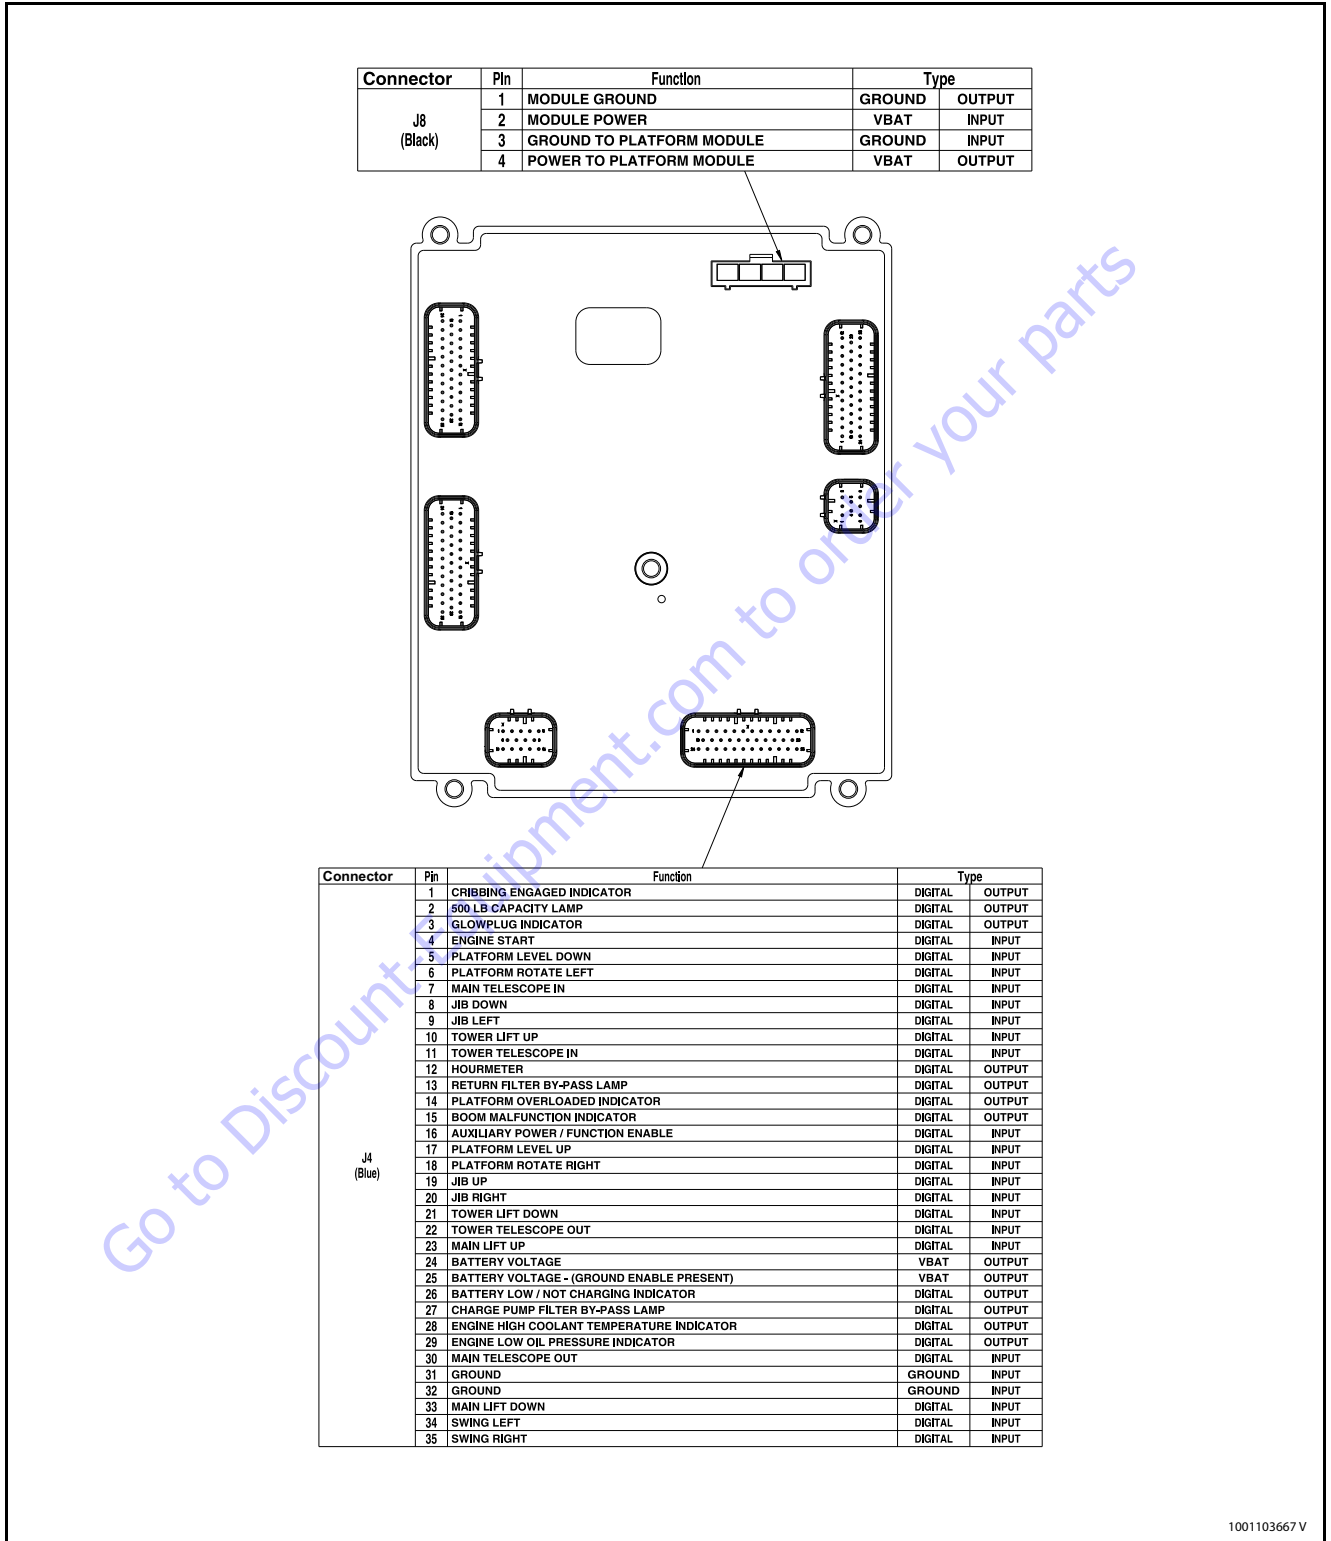 Connector Pin Function Type
J8
(Black)
1 MODULE GROUND GROUND OUTPUT
2 MODULE POWER VBAT INPUT
3 GROUND TO PLATFORM MODULE GROUND INPUT
4 POWER TO PLATFORM MODULE VBAT OUTPUT
Connector Pin Function Type
1 CRIBBING ENGAGED INDICATOR DIGITAL OUTPUT
2 500 LB CAPACITY LAMP DIGITAL OUTPUT
3 GLOWPLUG INDICATOR DIGITAL OUTPUT
4 ENGINE START DIGITAL INPUT
5 PLATFORM LEVEL DOWN DIGITAL INPUT
6 PLATFORM ROTATE LEFT DIGITAL INPUT
7 MAIN TELESCOPE IN DIGITAL INPUT
8 JIB DOWN DIGITAL INPUT
9 JIB LEFT DIGITAL INPUT
10 TOWER LIFT UP DIGITAL INPUT
11 TOWER TELESCOPE IN DIGITAL INPUT
12 HOURMETER DIGITAL OUTPUT
13 RETURN FILTER BY-PASS LAMP DIGITAL OUTPUT
14 PLATFORM OVERLOADED INDICATOR DIGITAL OUTPUT
15 BOOM MALFUNCTION INDICATOR DIGITAL OUTPUT
16 AUXILIARY POWER / FUNCTION ENABLE DIGITAL INPUT
17 PLATFORM LEVEL UP DIGITAL INPUT
J4
(Blue)
18 PLATFORM ROTATE RIGHT DIGITAL INPUT
19 JIB UP DIGITAL INPUT
20 JIB RIGHT DIGITAL INPUT
21 TOWER LIFT DOWN DIGITAL INPUT
22 TOWER TELESCOPE OUT DIGITAL INPUT
23 MAIN LIFT UP DIGITAL INPUT
24 BATTERY VOLTAGE VBAT OUTPUT
25 BATTERY VOLTAGE - (GROUND ENABLE PRESENT) VBAT OUTPUT
26 BATTERY LOW / NOT CHARGING INDICATOR DIGITAL OUTPUT
27 CHARGE PUMP FILTER BY-PASS LAMP DIGITAL OUTPUT
28 ENGINE HIGH COOLANT TEMPERATURE INDICATOR DIGITAL OUTPUT
29 ENGINE LOW OIL PRESSURE INDICATOR DIGITAL OUTPUT
30 MAIN TELESCOPE OUT DIGITAL INPUT
31 GROUND GROUND INPUT
32 GROUND GROUND INPUT
33 MAIN LIFT DOWN DIGITAL INPUT
34 SWING LEFT DIGITAL INPUT
35 SWING RIGHT DIGITAL INPUT
Go to Discount-Equipment.com to order your parts
1001103667 V